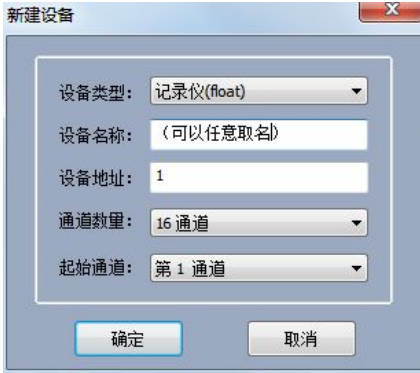 新建设备
设备类型: 记录仪(float)
设备名称: （可以任意取名）
设备地址: 1
通道数量: 16 通道
起始通道: 第 1 通道
确定 取消